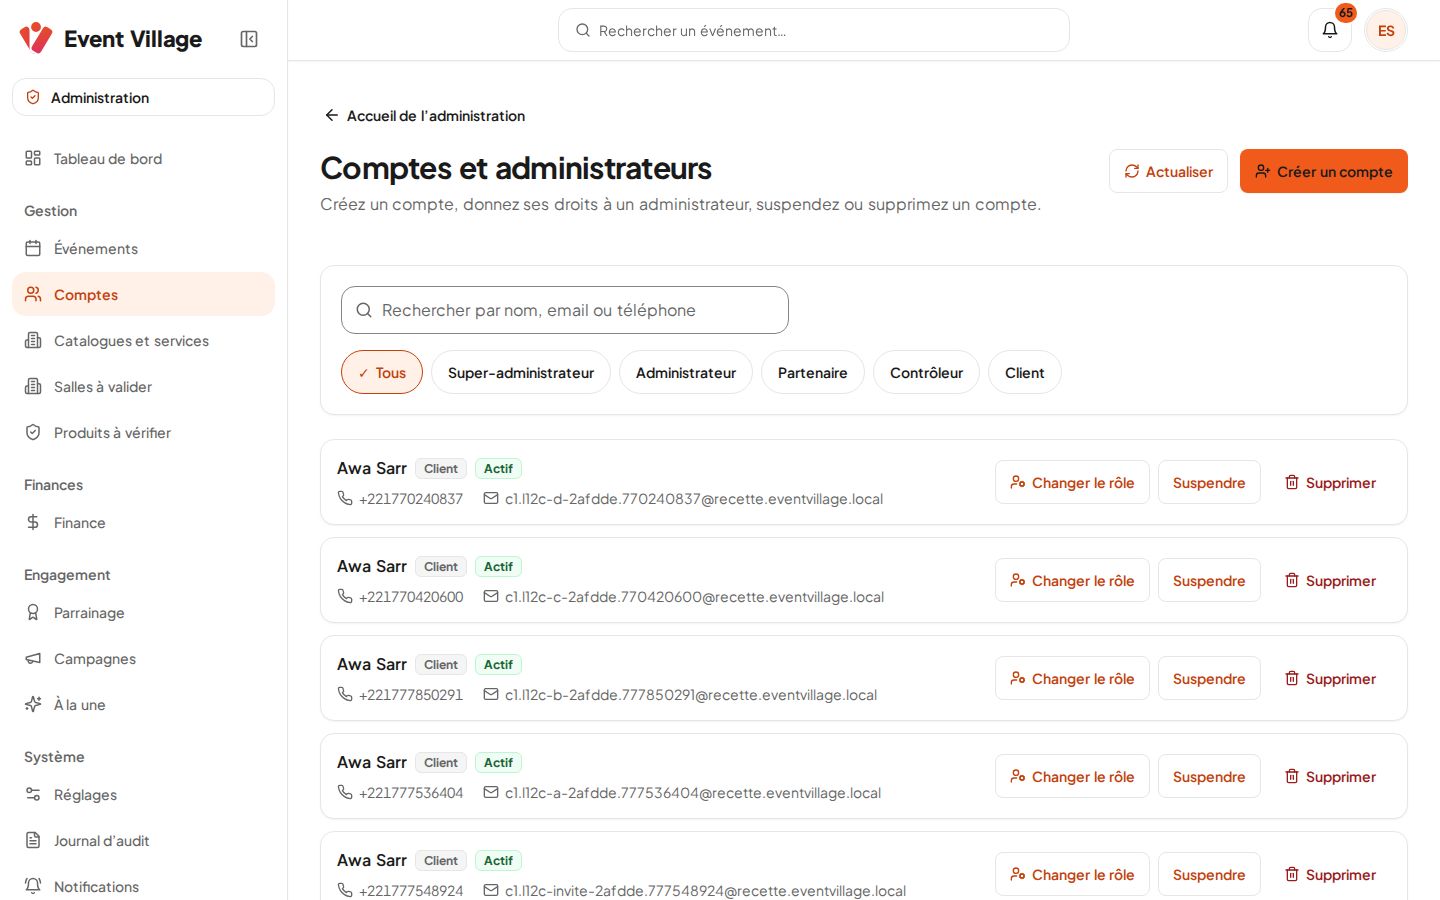 Event Village
Rechercher un événement…
65
ES
Administration
Accueil de l’administration
Tableau de bord
Comptes et administrateurs
Actualiser
Créer un compte
Créez un compte, donnez ses droits à un administrateur, suspendez ou supprimez un compte.
Gestion
Événements
Comptes
Catalogues et services
Salles à valider
Produits à vérifier
Finances
Finance
Engagement
Parrainage
Campagnes
À la une
Système
Réglages
Journal d’audit
Notifications
Rechercher par nom, email ou téléphone
✓ Tous Super-administrateur Administrateur Partenaire Contrôleur Client
Awa Sarr Client Actif
+221770240837 c1.l12c-d-2afdde.770240837@recette.eventvillage.local
Changer le rôle Suspendre Supprimer
Awa Sarr Client Actif
+221770420600 c1.l12c-c-2afdde.770420600@recette.eventvillage.local
Changer le rôle Suspendre Supprimer
Awa Sarr Client Actif
+221777850291 c1.l12c-b-2afdde.777850291@recette.eventvillage.local
Changer le rôle Suspendre Supprimer
Awa Sarr Client Actif
+221777536404 c1.l12c-a-2afdde.777536404@recette.eventvillage.local
Changer le rôle Suspendre Supprimer
Awa Sarr Client Actif
+221777548924 c1.l12c-invite-2afdde.777548924@recette.eventvillage.local
Changer le rôle Suspendre Supprimer